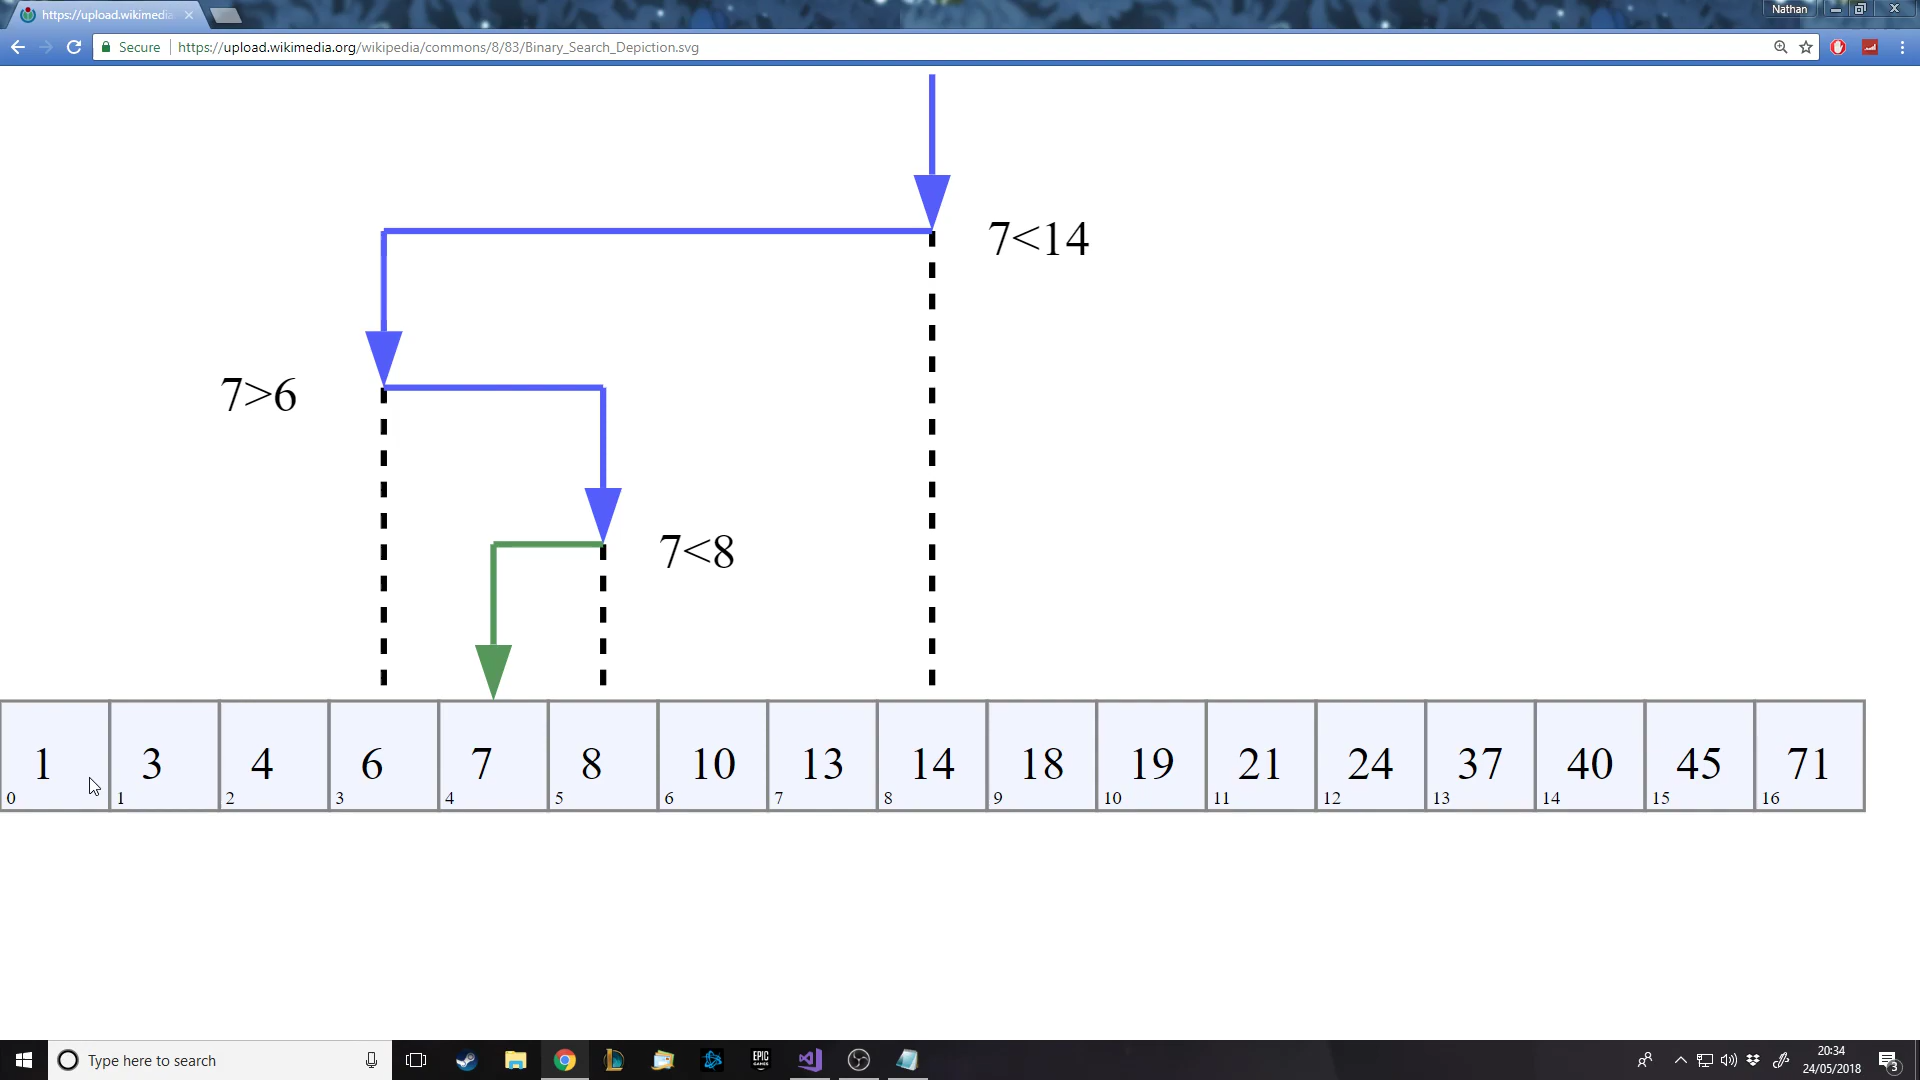 https://upload.wikimedia
Nathan
Secure https://upload.wikimedia.org/wikipedia/commons/8/83/Binary_Search_Depiction.svg
7<14
7>6
7<8
1 3 4 6 7 8 10 13 14 18 19 21 24 37 40 45 71
0 1 2 3 4 5 6 7 8 9 10 11 12 13 14 15 16
Type here to search
EPIC
GAMES
20:34
24/05/2018
3